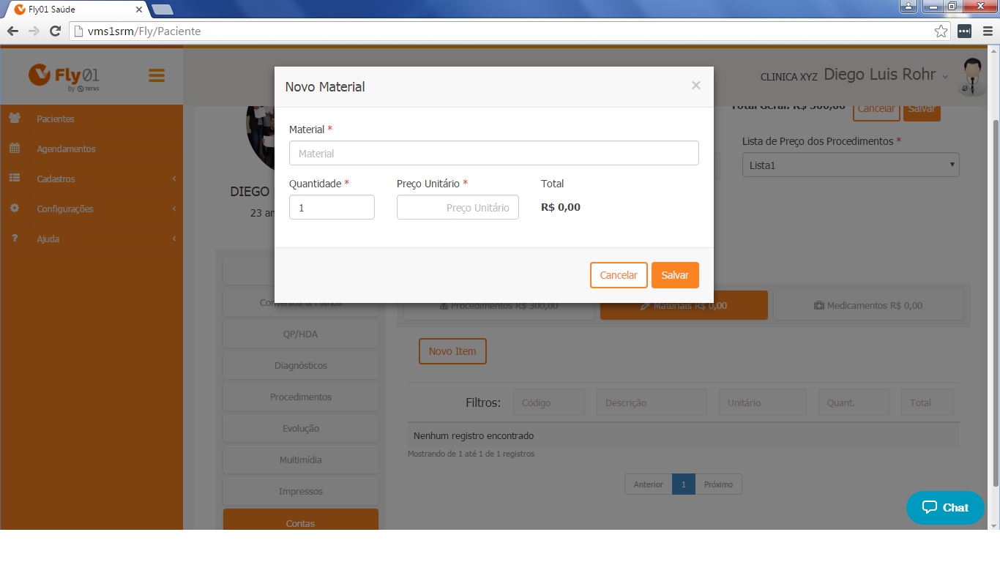 Fly01 Saúde
vms1srm/Fly/Paciente
Fly01
by TOTVS
CLINICA XYZ Diego Luis Rohr
Pacientes
Agendamentos
Cadastros
Configurações
Ajuda
Novo Material
×
Material *
Material
Quantidade * Preço Unitário * Total
1 Preço Unitário R$ 0,00
Cancelar Salvar
Total Geral: R$ 300,00 Cancelar Salvar
Lista de Preço dos Procedimentos *
Lista1
DIEGO
23 an
Convênios & Planos
QP/HDA
Diagnósticos
Procedimentos
Evolução
Multimídia
Impressos
Contas
Procedimentos R$ 300,00 Materiais R$ 0,00 Medicamentos R$ 0,00
Novo Item
Filtros: Código Descrição Unitário Quant. Total
Nenhum registro encontrado
Mostrando de 1 até 1 de 1 registros
Anterior 1 Próximo
Chat